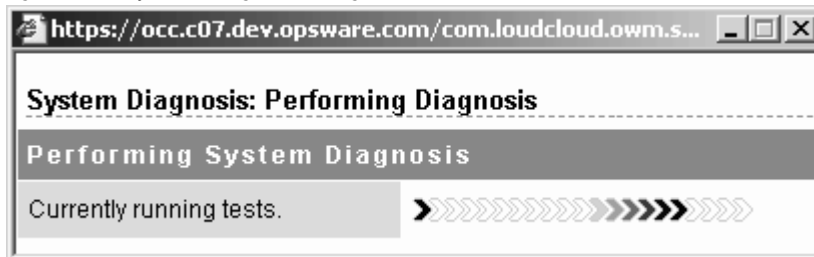 https://occ.c07.dev.opsware.com/com.loudcloud.owm.s...
System Diagnosis: Performing Diagnosis
Performing System Diagnosis
Currently running tests.